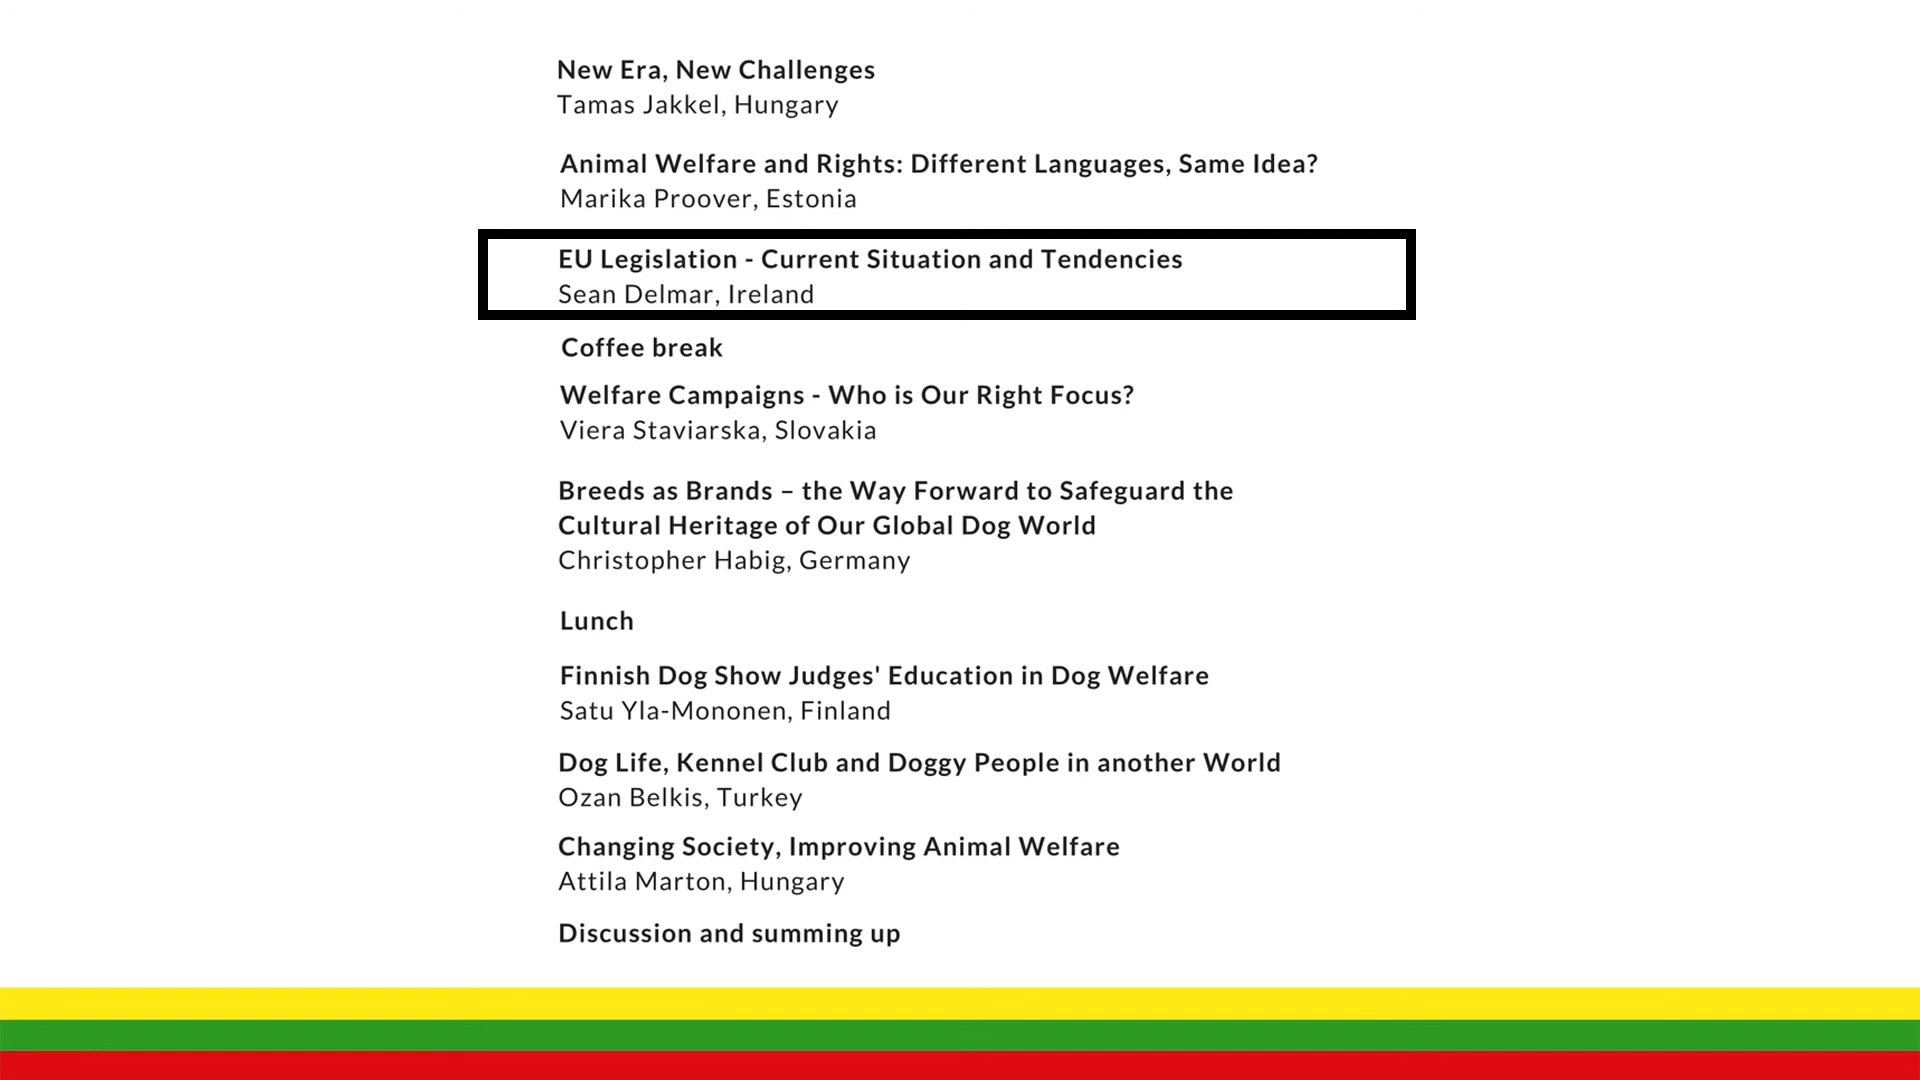 New Era, New Challenges
Tamas Jakkel, Hungary
Animal Welfare and Rights: Different Languages, Same Idea?
Marika Proover, Estonia
EU Legislation - Current Situation and Tendencies
Sean Delmar, Ireland
Coffee break
Welfare Campaigns - Who is Our Right Focus?
Viera Staviarska, Slovakia
Breeds as Brands – the Way Forward to Safeguard the
Cultural Heritage of Our Global Dog World
Christopher Habig, Germany
Lunch
Finnish Dog Show Judges' Education in Dog Welfare
Satu Yla-Mononen, Finland
Dog Life, Kennel Club and Doggy People in another World
Ozan Belkis, Turkey
Changing Society, Improving Animal Welfare
Attila Marton, Hungary
Discussion and summing up